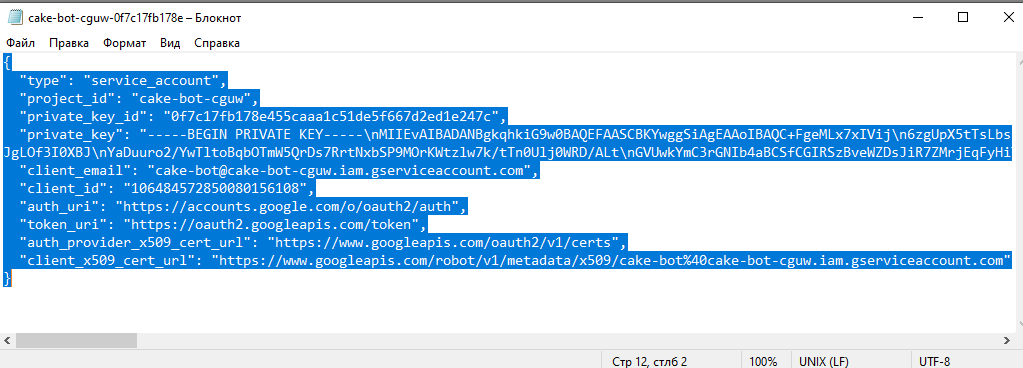 cake-bot-cguw-0f7c17fb178e – Блокнот
Файл Правка Формат Вид Справка
{
"type": "service_account",
"project_id": "cake-bot-cguw",
"private_key_id": "0f7c17fb178e455caaa1c51de5f667d2ed1e247c",
"private_key": "-----BEGIN PRIVATE KEY-----\nMIIEvAIBADANBgkqhkiG9w0BAQEFAASCBKYwggSiAgEAAoIBAQC+FgeMLx7xIVij\n6zgUpX5tTsLbs
JgLOf3I0XBJ\nYaDuuro2/YwTltoBqbOTmW5QrDs7RrtNxbSP9MOrKWtzlw7k/tTn0Ulj0WRD/ALt\nGVUwkYmC3rGNIb4aBCSfCGIRSzBveWZDsJiR7ZMrjEqFyHi
"client_email": "cake-bot@cake-bot-cguw.iam.gserviceaccount.com",
"client_id": "106484572850080156108",
"auth_uri": "https://accounts.google.com/o/oauth2/auth",
"token_uri": "https://oauth2.googleapis.com/token",
"auth_provider_x509_cert_url": "https://www.googleapis.com/oauth2/v1/certs",
"client_x509_cert_url": "https://www.googleapis.com/robot/v1/metadata/x509/cake-bot%40cake-bot-cguw.iam.gserviceaccount.com"
}
Стр 12, стлб 2 100% UNIX (LF) UTF-8